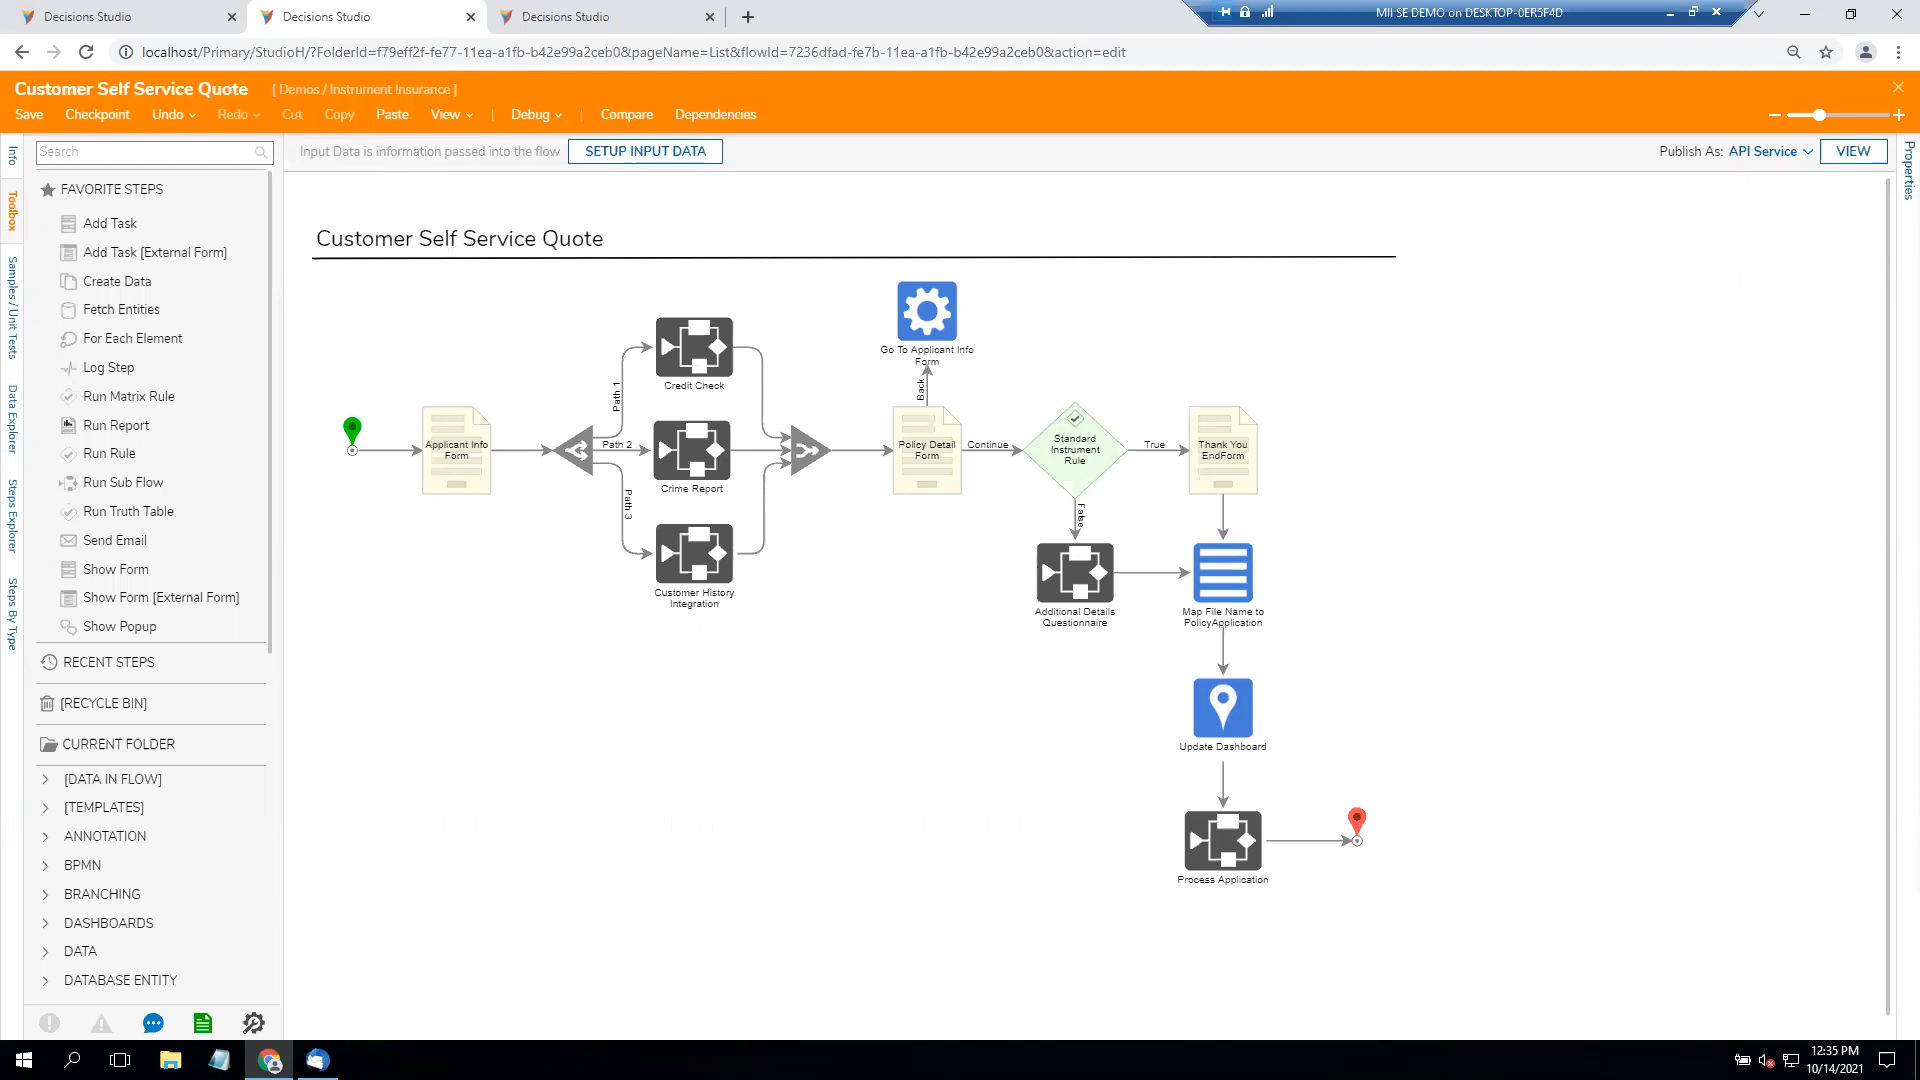 Decisions Studio
Decisions Studio
Decisions Studio
MII SE DEMO on DESKTOP-0ER5F4D
localhost/Primary/StudioH/?FolderId=f79eff2f-fe77-11ea-a1fb-b42e99a2ceb0&pageName=List&flowId=7236dfad-fe7b-11ea-a1fb-b42e99a2ceb0&action=edit
Customer Self Service Quote [ Demos / Instrument Insurance ]
Save Checkpoint Undo Redo Cut Copy Paste View | Debug | Compare Dependencies
Info
Toolbox
Samples / Unit Tests
Data Explorer
Steps Explorer
Steps By Type
Search
FAVORITE STEPS
Add Task
Add Task [External Form]
Create Data
Fetch Entities
For Each Element
Log Step
Run Matrix Rule
Run Report
Run Rule
Run Sub Flow
Run Truth Table
Send Email
Show Form
Show Form [External Form]
Show Popup
RECENT STEPS
[RECYCLE BIN]
CURRENT FOLDER
[DATA IN FLOW]
[TEMPLATES]
ANNOTATION
BPMN
BRANCHING
DASHBOARDS
DATA
DATABASE ENTITY
Input Data is information passed into the flow SETUP INPUT DATA
Publish As: API Service VIEW
Properties
Customer Self Service Quote
Applicant Info
Form
Path 1
Path 2
Path 3
Credit Check
Crime Report
Customer History
Integration
Go To Applicant Info
Form
Back
Policy Detail
Form
Continue
Standard
Instrument
Rule
True
False
Thank You
EndForm
Additional Details
Questionnaire
Map File Name to
PolicyApplication
Update Dashboard
Process Application
12:35 PM
10/14/2021